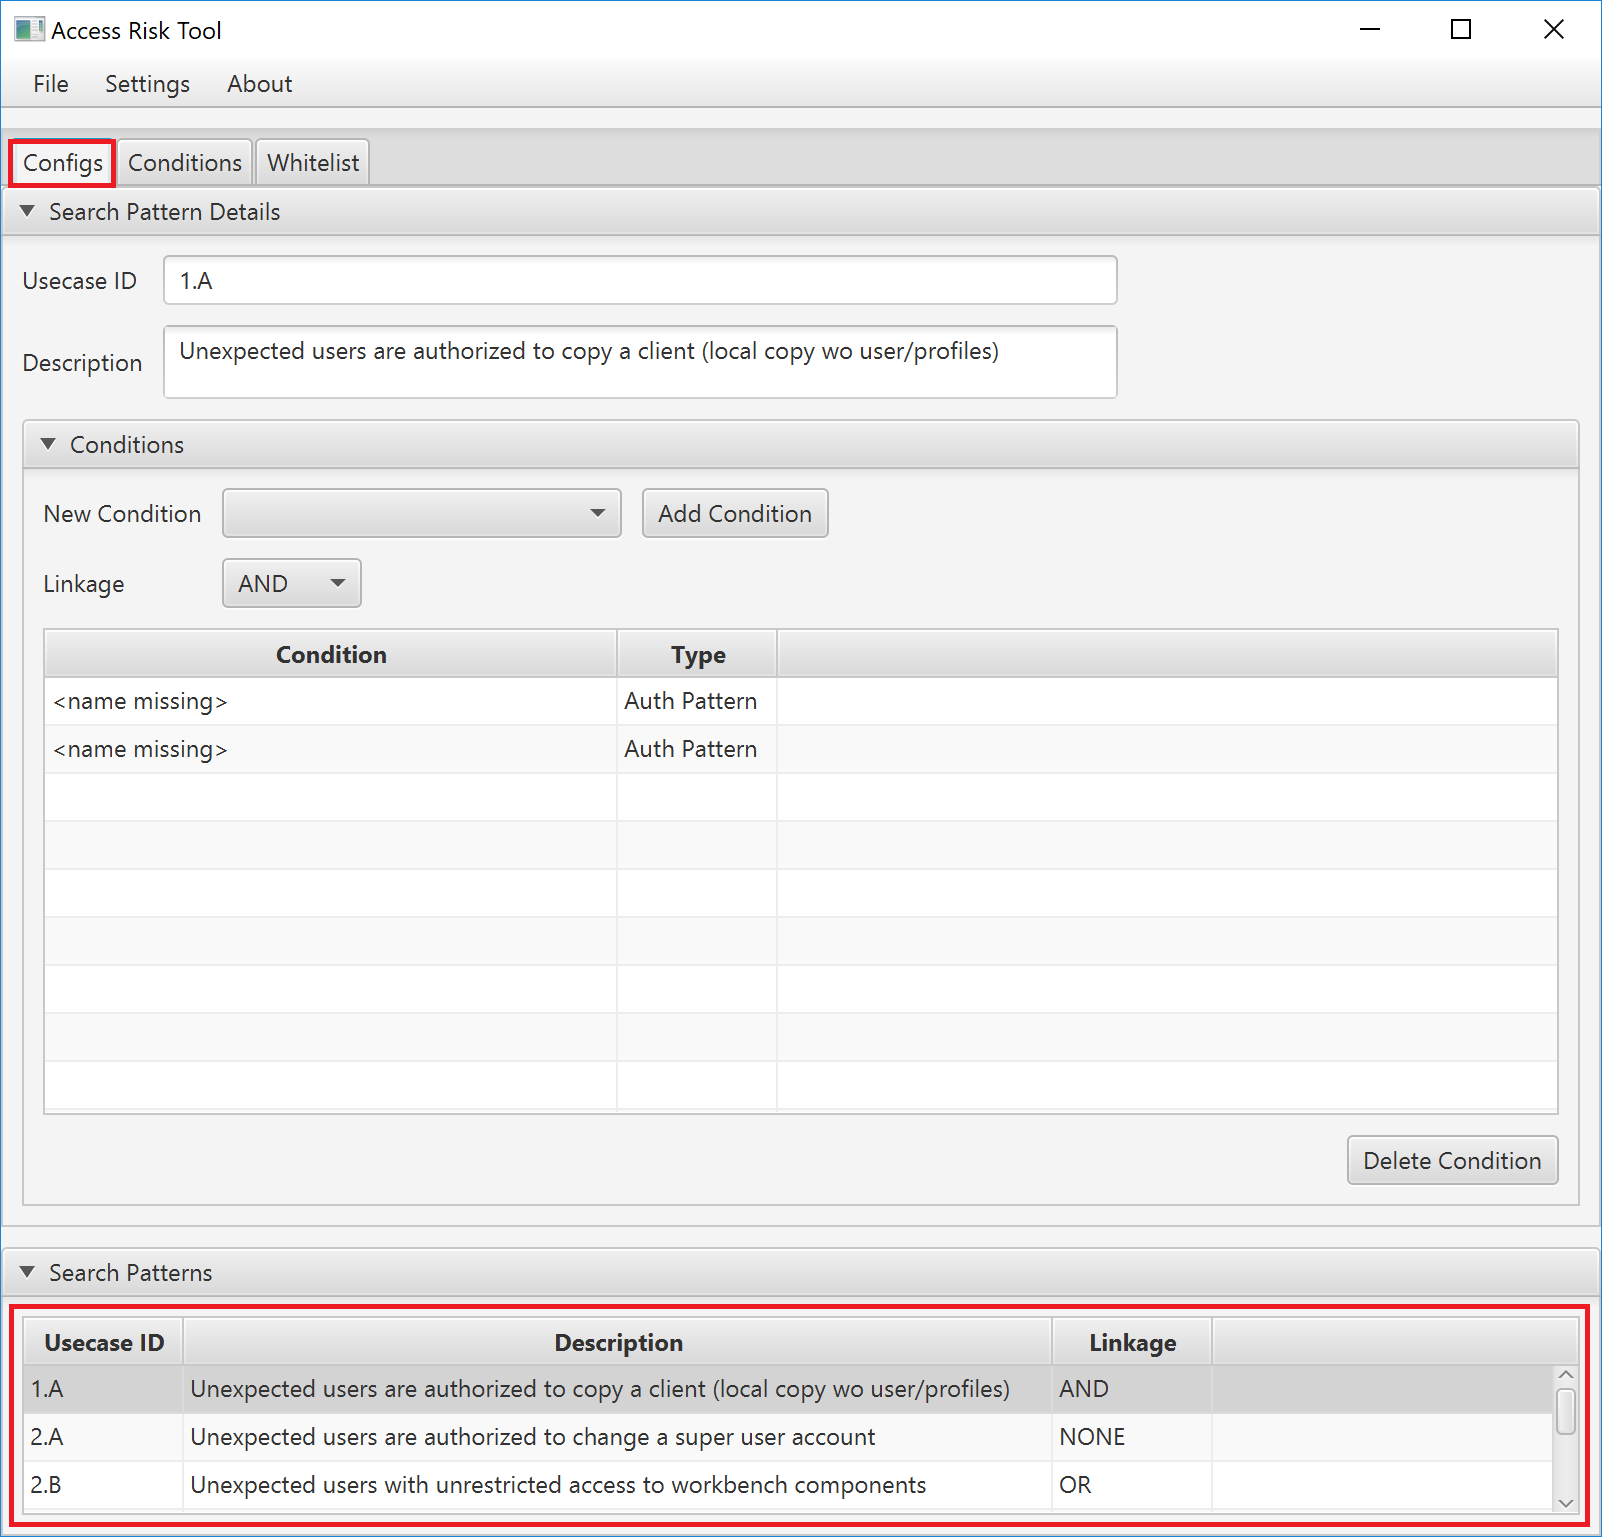 Access Risk Tool
File Settings About
Configs Conditions Whitelist
Search Pattern Details
Usecase ID 1.A
Description Unexpected users are authorized to copy a client (local copy wo user/profiles)
Conditions
New Condition Add Condition
Linkage AND
Condition Type
<name missing> Auth Pattern
<name missing> Auth Pattern
Delete Condition
Search Patterns
Usecase ID Description Linkage
1.A Unexpected users are authorized to copy a client (local copy wo user/profiles) AND
2.A Unexpected users are authorized to change a super user account NONE
2.B Unexpected users with unrestricted access to workbench components OR